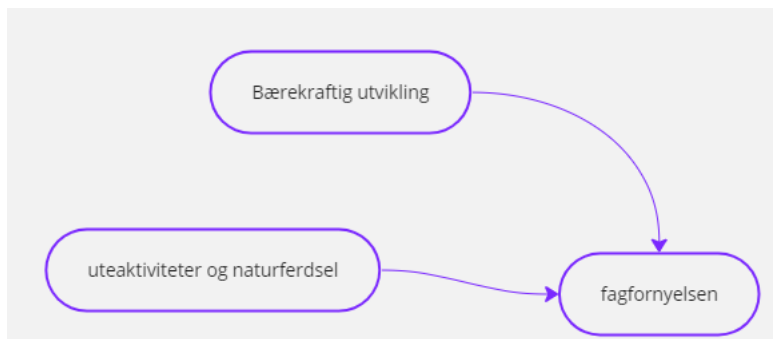 Bærekraftig utvikling
uteaktiviteter og naturferdsel
fagfornyelsen